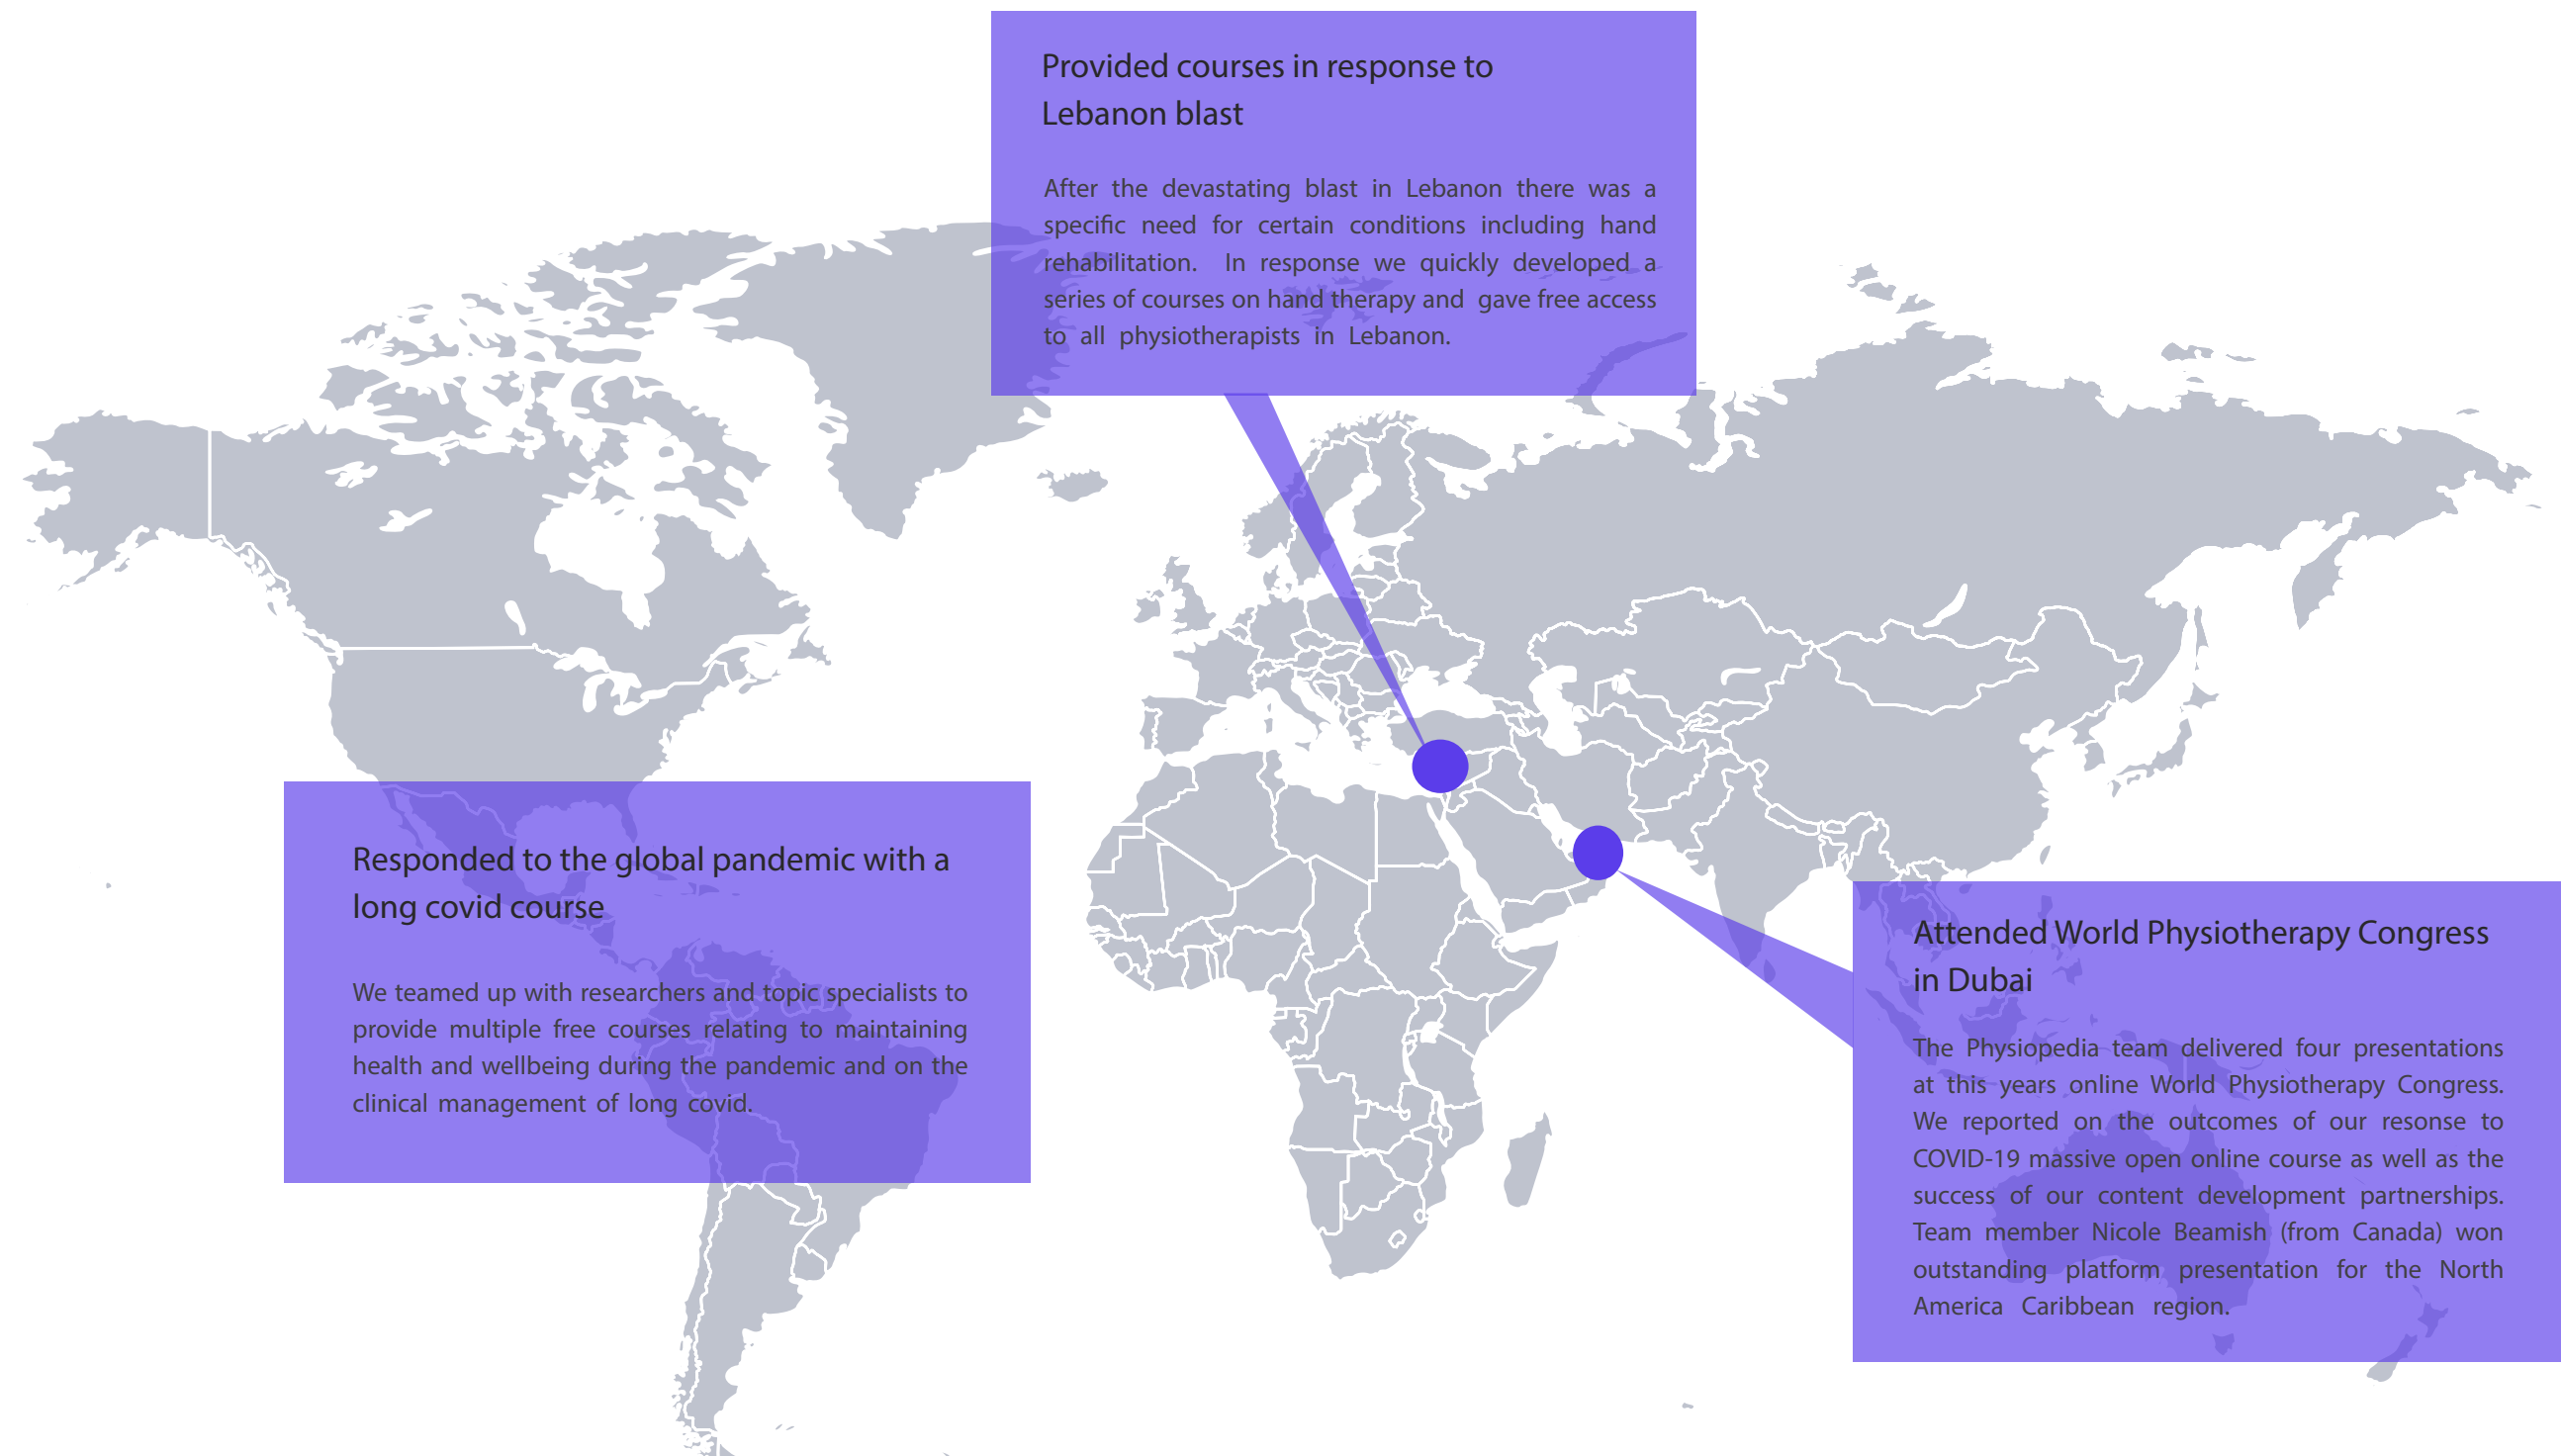 Provided courses in response to
Lebanon blast
After the devastating blast in Lebanon there was a
specific need for certain conditions including hand
rehabilitation. In response we quickly developed a
series of courses on hand therapy and gave free access
to all physiotherapists in Lebanon.
Responded to the global pandemic with a
long covid course
We teamed up with researchers and topic specialists to
provide multiple free courses relating to maintaining
health and wellbeing during the pandemic and on the
clinical management of long covid.
Attended World Physiotherapy Congress
in Dubai
The Physiopedia team delivered four presentations
at this years online World Physiotherapy Congress.
We reported on the outcomes of our resonse to
COVID-19 massive open online course as well as the
success of our content development partnerships.
Team member Nicole Beamish (from Canada) won
outstanding platform presentation for the North
America Caribbean region.